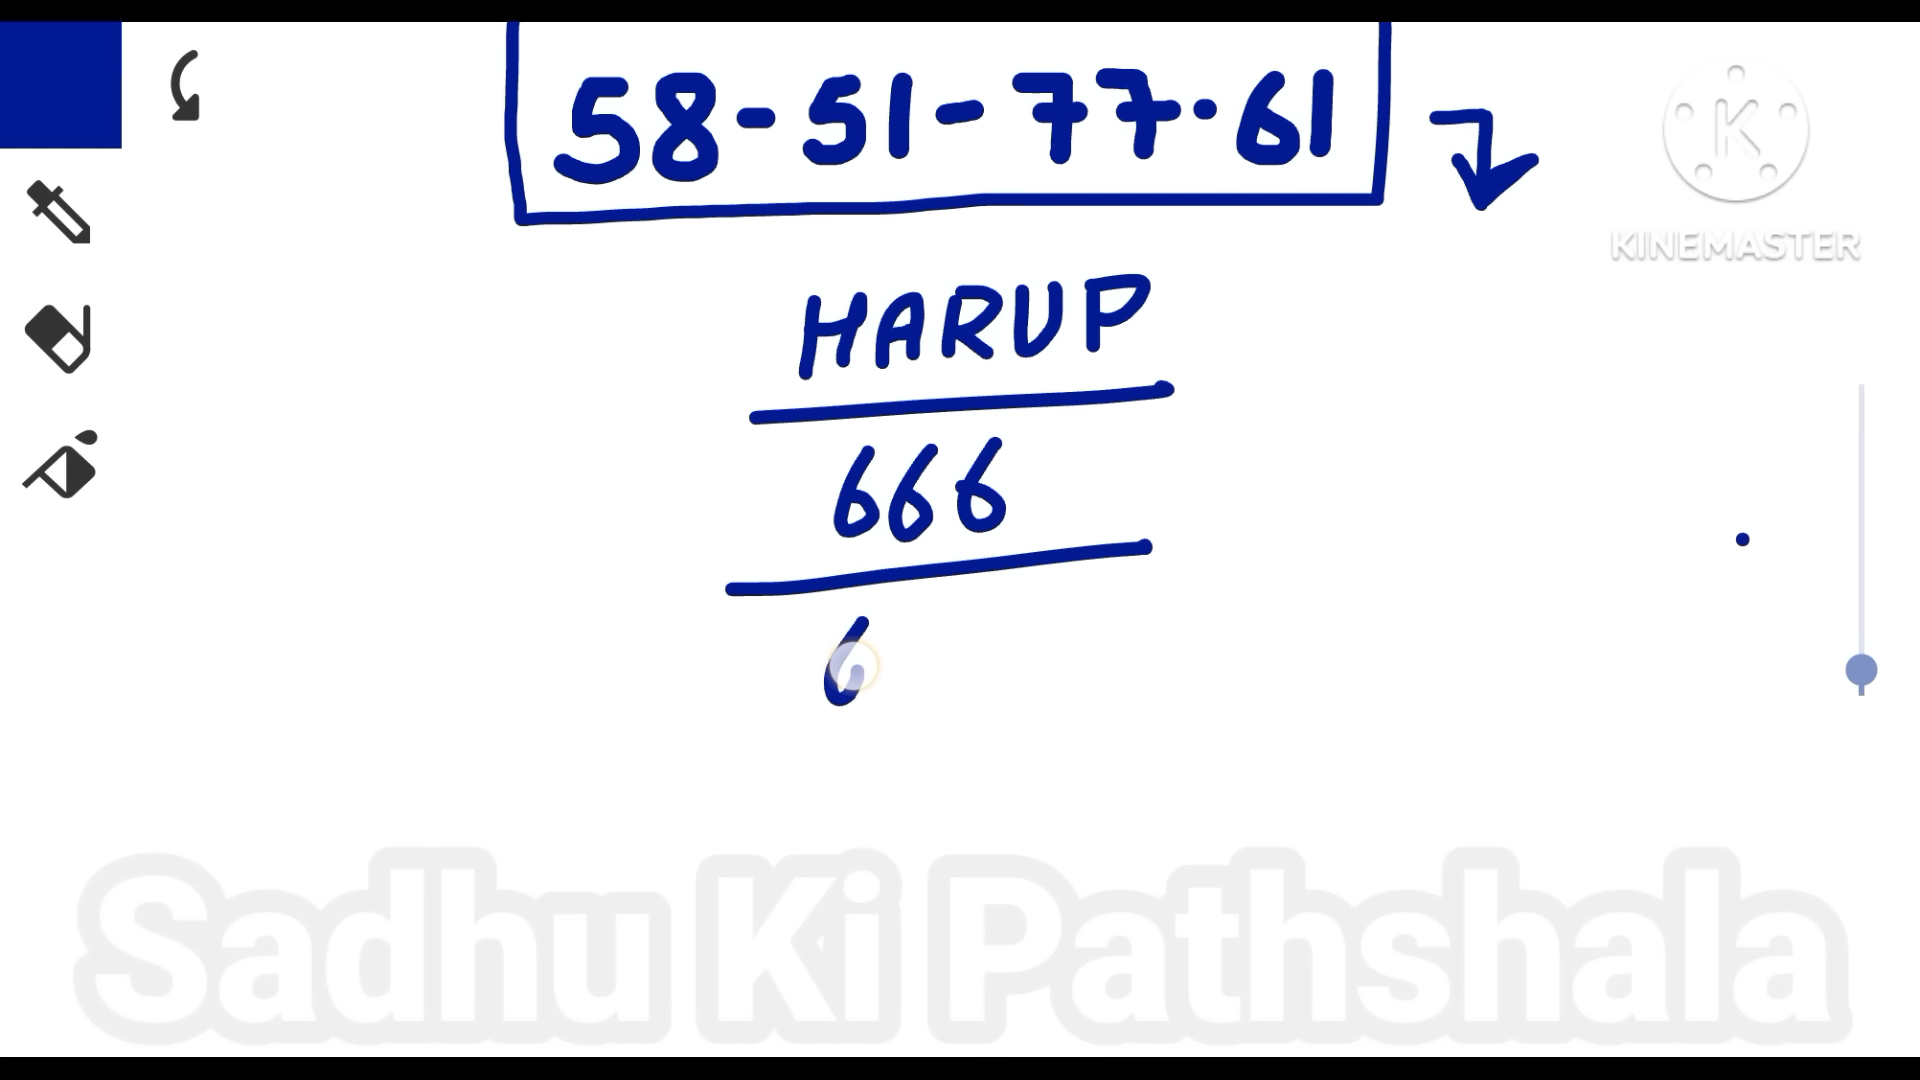 58-51-77.61
KINEMASTER
HARUP
666
6
Sadhu Ki Pathshala